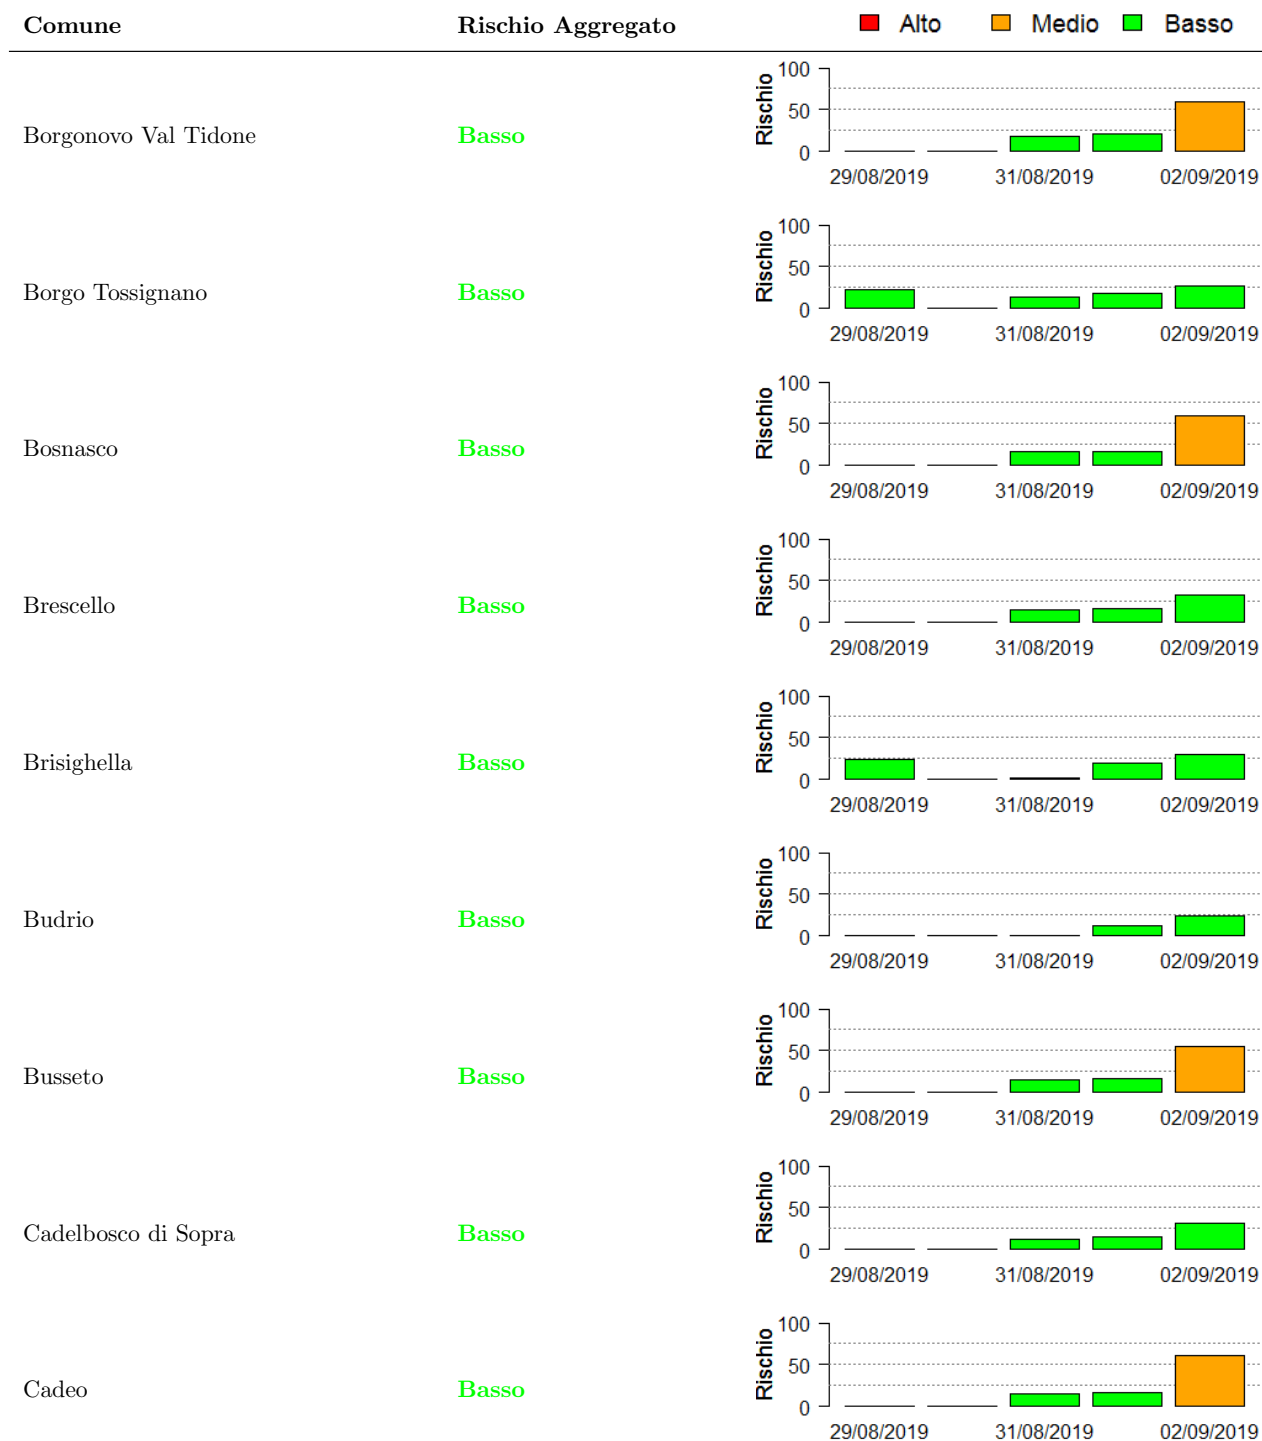 Comune Rischio Aggregato Alto Medio Basso
100
50
0
Rischio
Borgonovo Val Tidone Basso
29/08/2019 31/08/2019 02/09/2019
100
50
0
Rischio
Borgo Tossignano Basso
29/08/2019 31/08/2019 02/09/2019
100
50
0
Rischio
Bosnasco Basso
29/08/2019 31/08/2019 02/09/2019
100
50
0
Rischio
Brescello Basso
29/08/2019 31/08/2019 02/09/2019
100
50
0
Rischio
Brisighella Basso
29/08/2019 31/08/2019 02/09/2019
100
50
0
Rischio
Budrio Basso
29/08/2019 31/08/2019 02/09/2019
100
50
0
Rischio
Busseto Basso
29/08/2019 31/08/2019 02/09/2019
100
50
0
Rischio
Cadelbosco di Sopra Basso
29/08/2019 31/08/2019 02/09/2019
100
50
0
Rischio
Cadeo Basso
29/08/2019 31/08/2019 02/09/2019